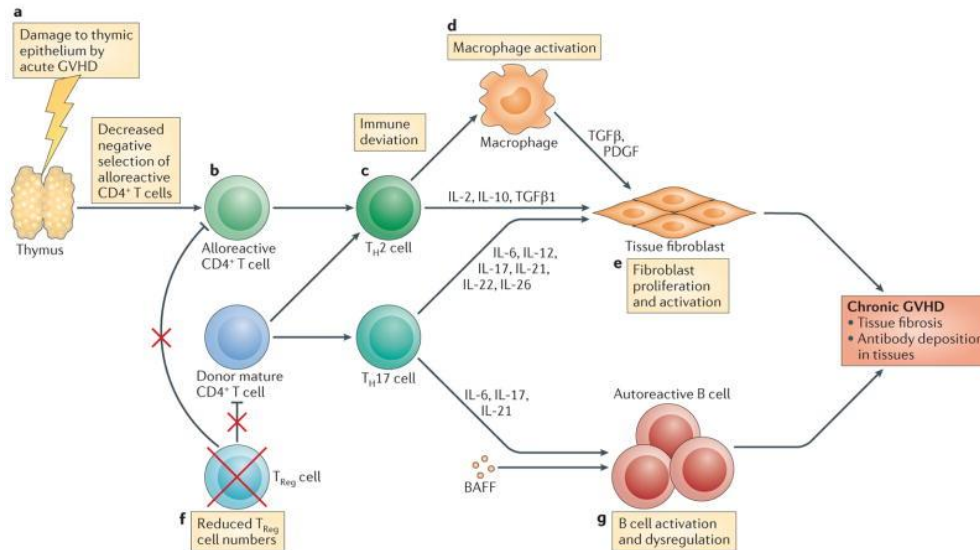 a
Damage to thymic
epithelium by
acute GVHD
Decreased
negative
selection of
alloreactive
CD4⁺ T cells
Thymus
b
Alloreactive
CD4⁺ T cell
Donor mature
CD4⁺ T cell
c
Immune
deviation
T_H2 cell
T_H17 cell
d
Macrophage activation
Macrophage
TGFβ,
PDGF
IL-2, IL-10, TGFβ1
IL-6, IL-12,
IL-17, IL-21,
IL-22, IL-26
Tissue fibroblast
e
Fibroblast
proliferation
and activation
Chronic GVHD
• Tissue fibrosis
• Antibody deposition
in tissues
IL-6, IL-17,
IL-21
BAFF
Autoreactive B cell
T_Reg cell
f
Reduced T_Reg
cell numbers
g
B cell activation
and dysregulation